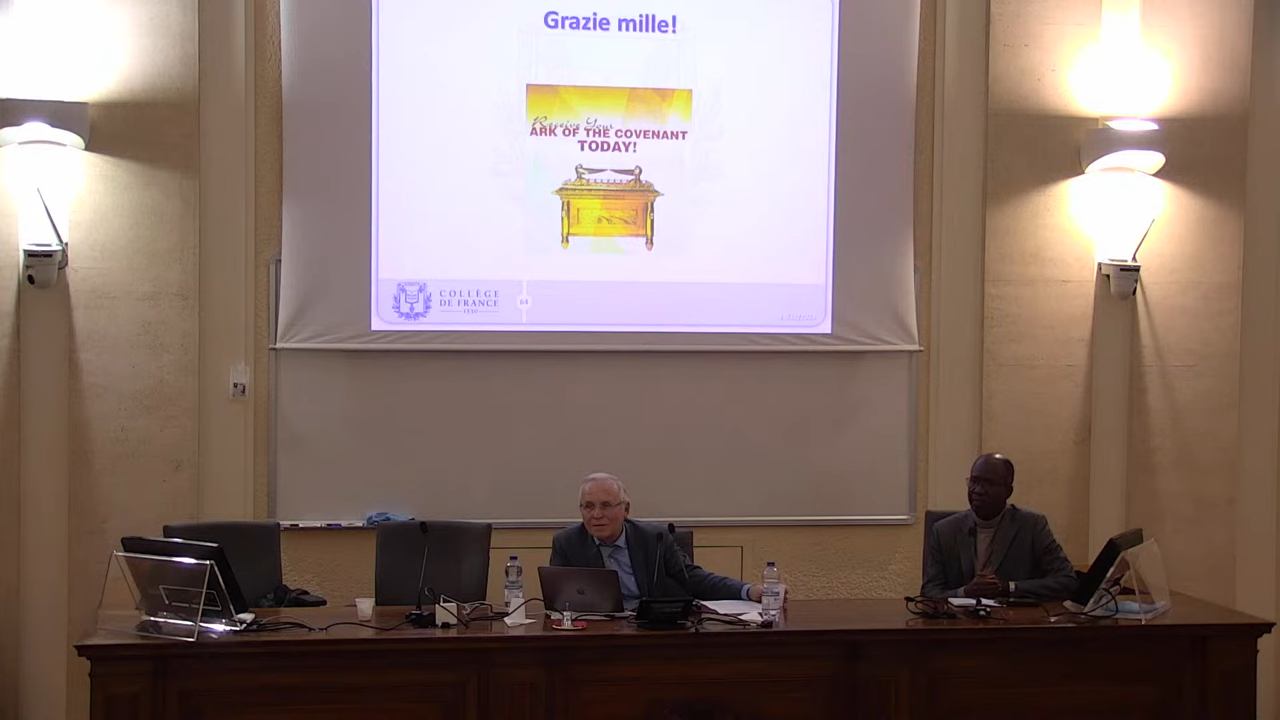 Grazie mille!
Receive Your
ARK OF THE COVENANT
TODAY!
COLLÈGE
DE FRANCE
1530
64